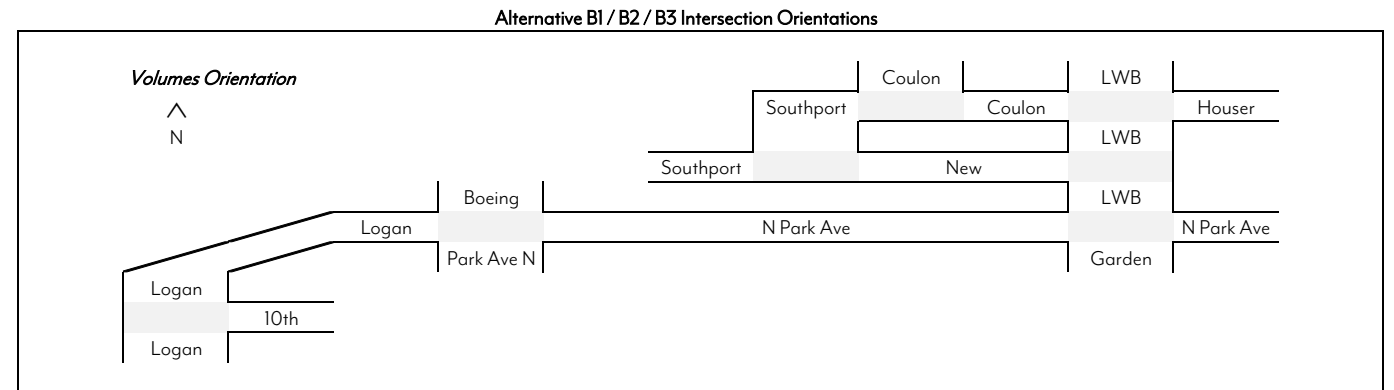 Alternative B1 / B2 / B3 Intersection Orientations
Volumes Orientation
N
Coulon LWB
Southport Coulon Houser
LWB
Southport New
Boeing LWB
Logan N Park Ave N Park Ave
Park Ave N Garden
Logan
10th
Logan